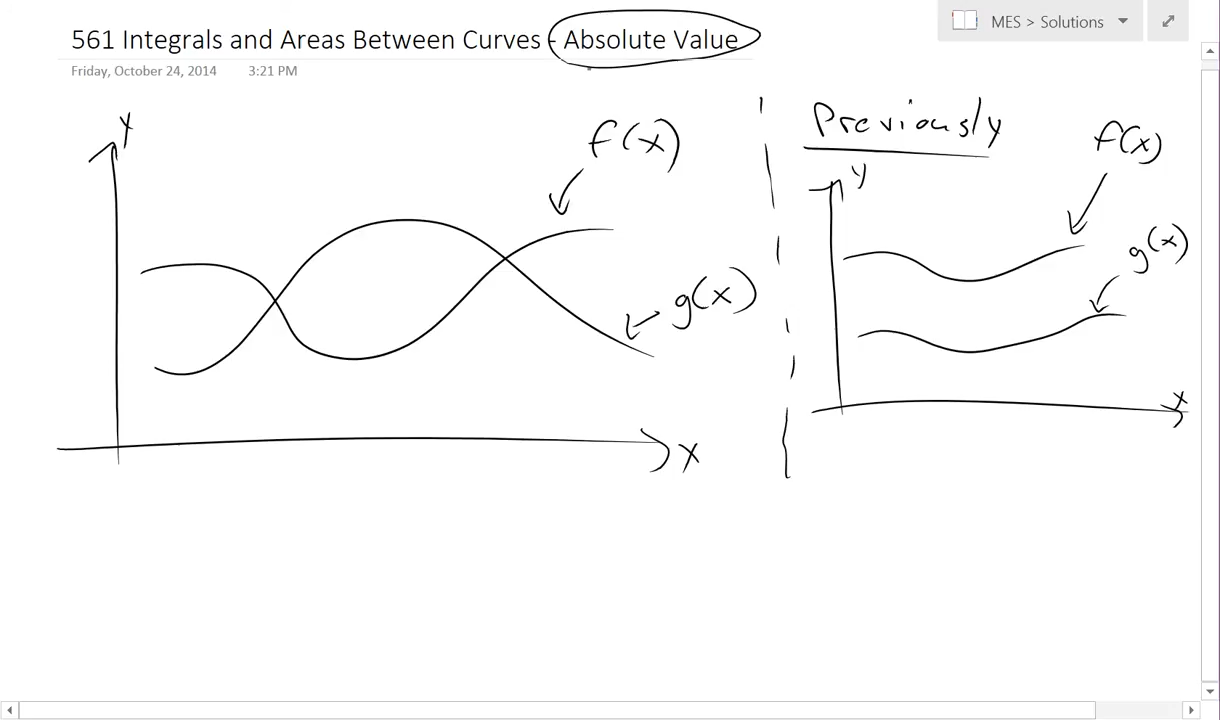 561 Integrals and Areas Between Curves - Absolute Value
MES > Solutions
Friday, October 24, 2014 3:21 PM
y
f(x)
g(x)
x
Previously
y
f(x)
g(x)
x